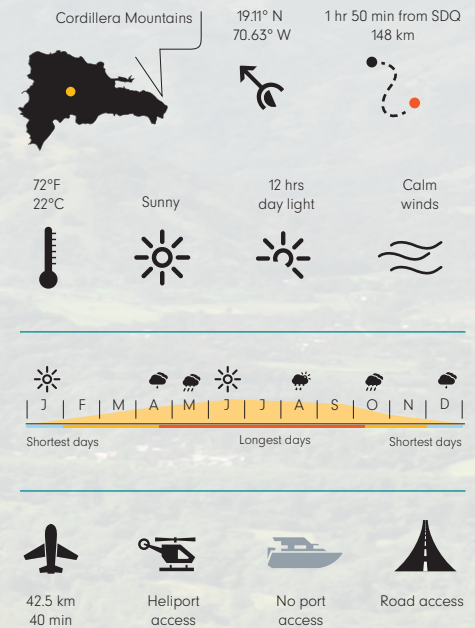 Cordillera Mountains
19.11° N
70.63° W
1 hr 50 min from SDQ
148 km
72°F
22°C
Sunny
12 hrs
day light
Calm
winds
J F M A M J J A S O N D
Shortest days
Longest days
Shortest days
42.5 km
40 min
Heliport
access
No port
access
Road access